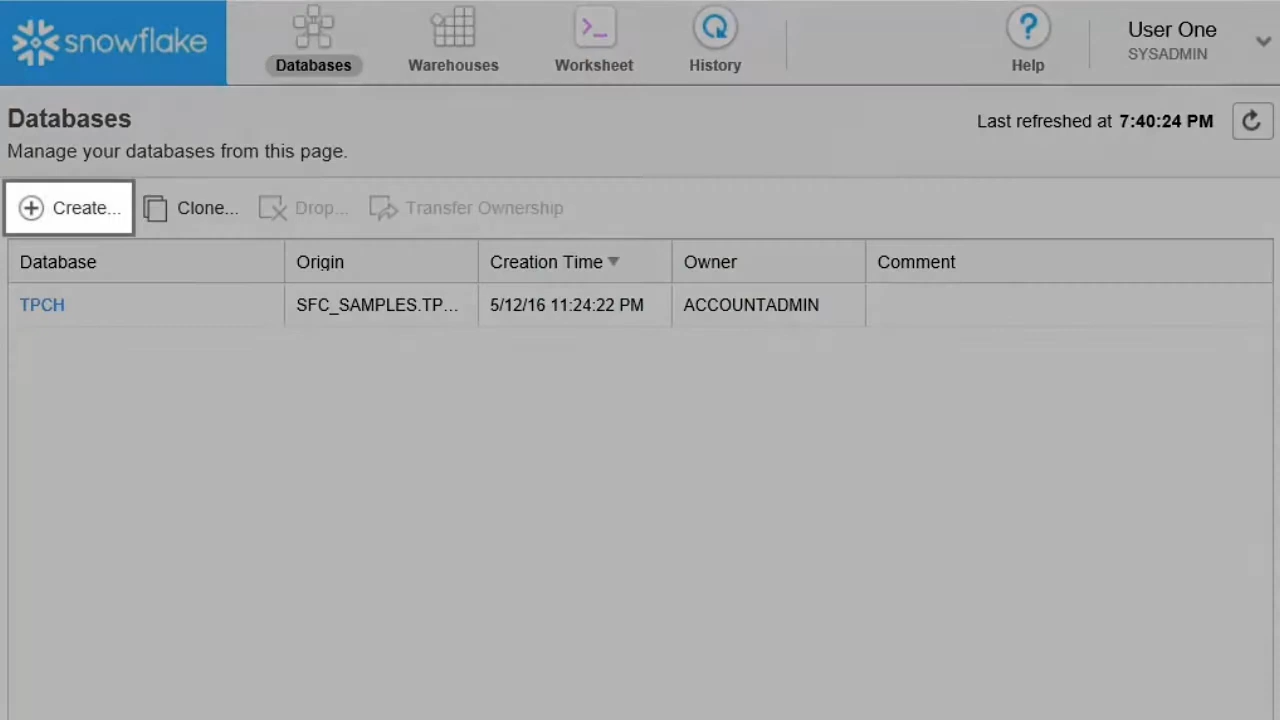 snowflake
Databases Warehouses Worksheet History Help
User One
SYSADMIN
Databases
Manage your databases from this page.
Last refreshed at 7:40:24 PM
Create... Clone... Drop... Transfer Ownership
Database Origin Creation Time Owner Comment
TPCH SFC_SAMPLES.TP... 5/12/16 11:24:22 PM ACCOUNTADMIN